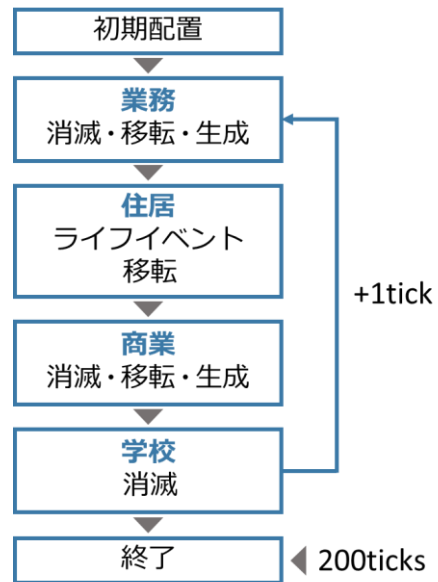 初期配置
業務
消滅・移転・生成
住居
ライフイベント
移転
+1tick
商業
消滅・移転・生成
学校
消滅
終了
200ticks